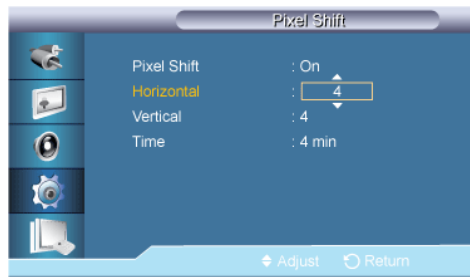 Pixel Shift
Pixel Shift : On
Horizontal : 4
Vertical : 4
Time : 4 min
Adjust Return